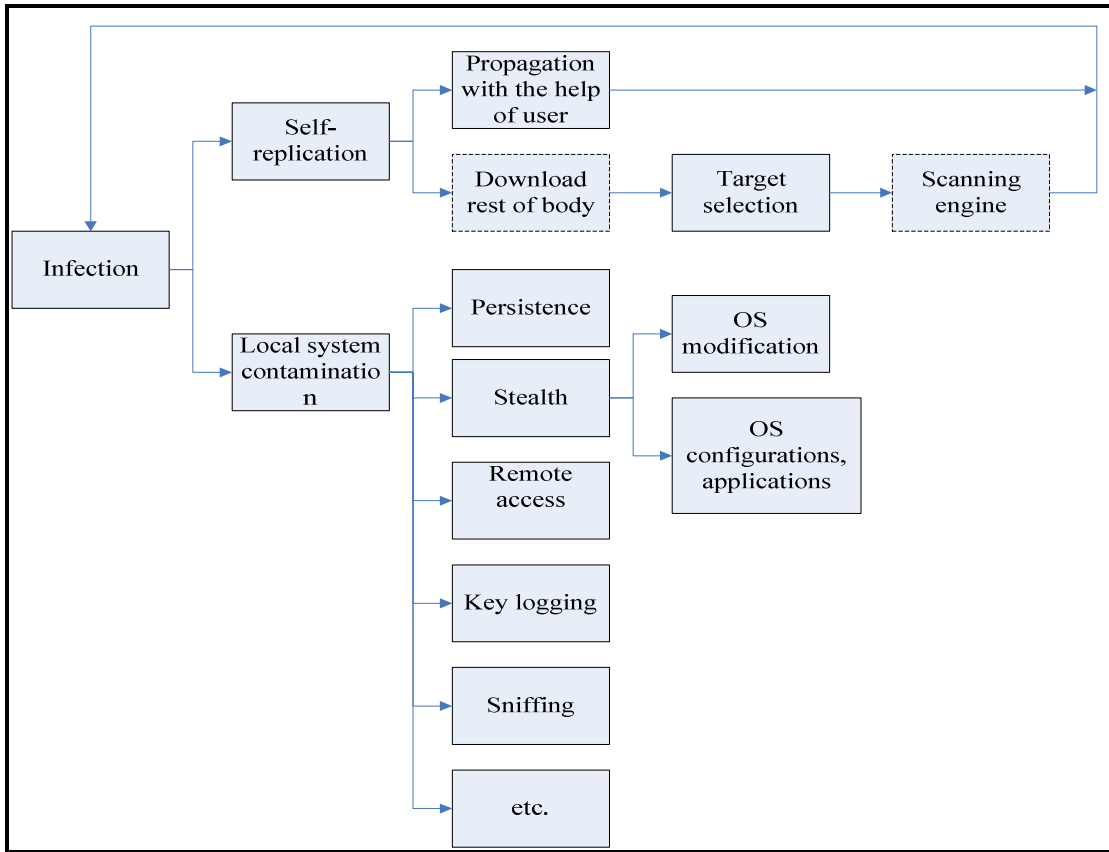 Propagation
with the help
of user
Self-
replication
Download
rest of body
Target
selection
Scanning
engine
Infection
Persistence
OS
modification
Local system
contaminatio
n
Stealth
OS
configurations,
applications
Remote
access
Key logging
Sniffing
etc.